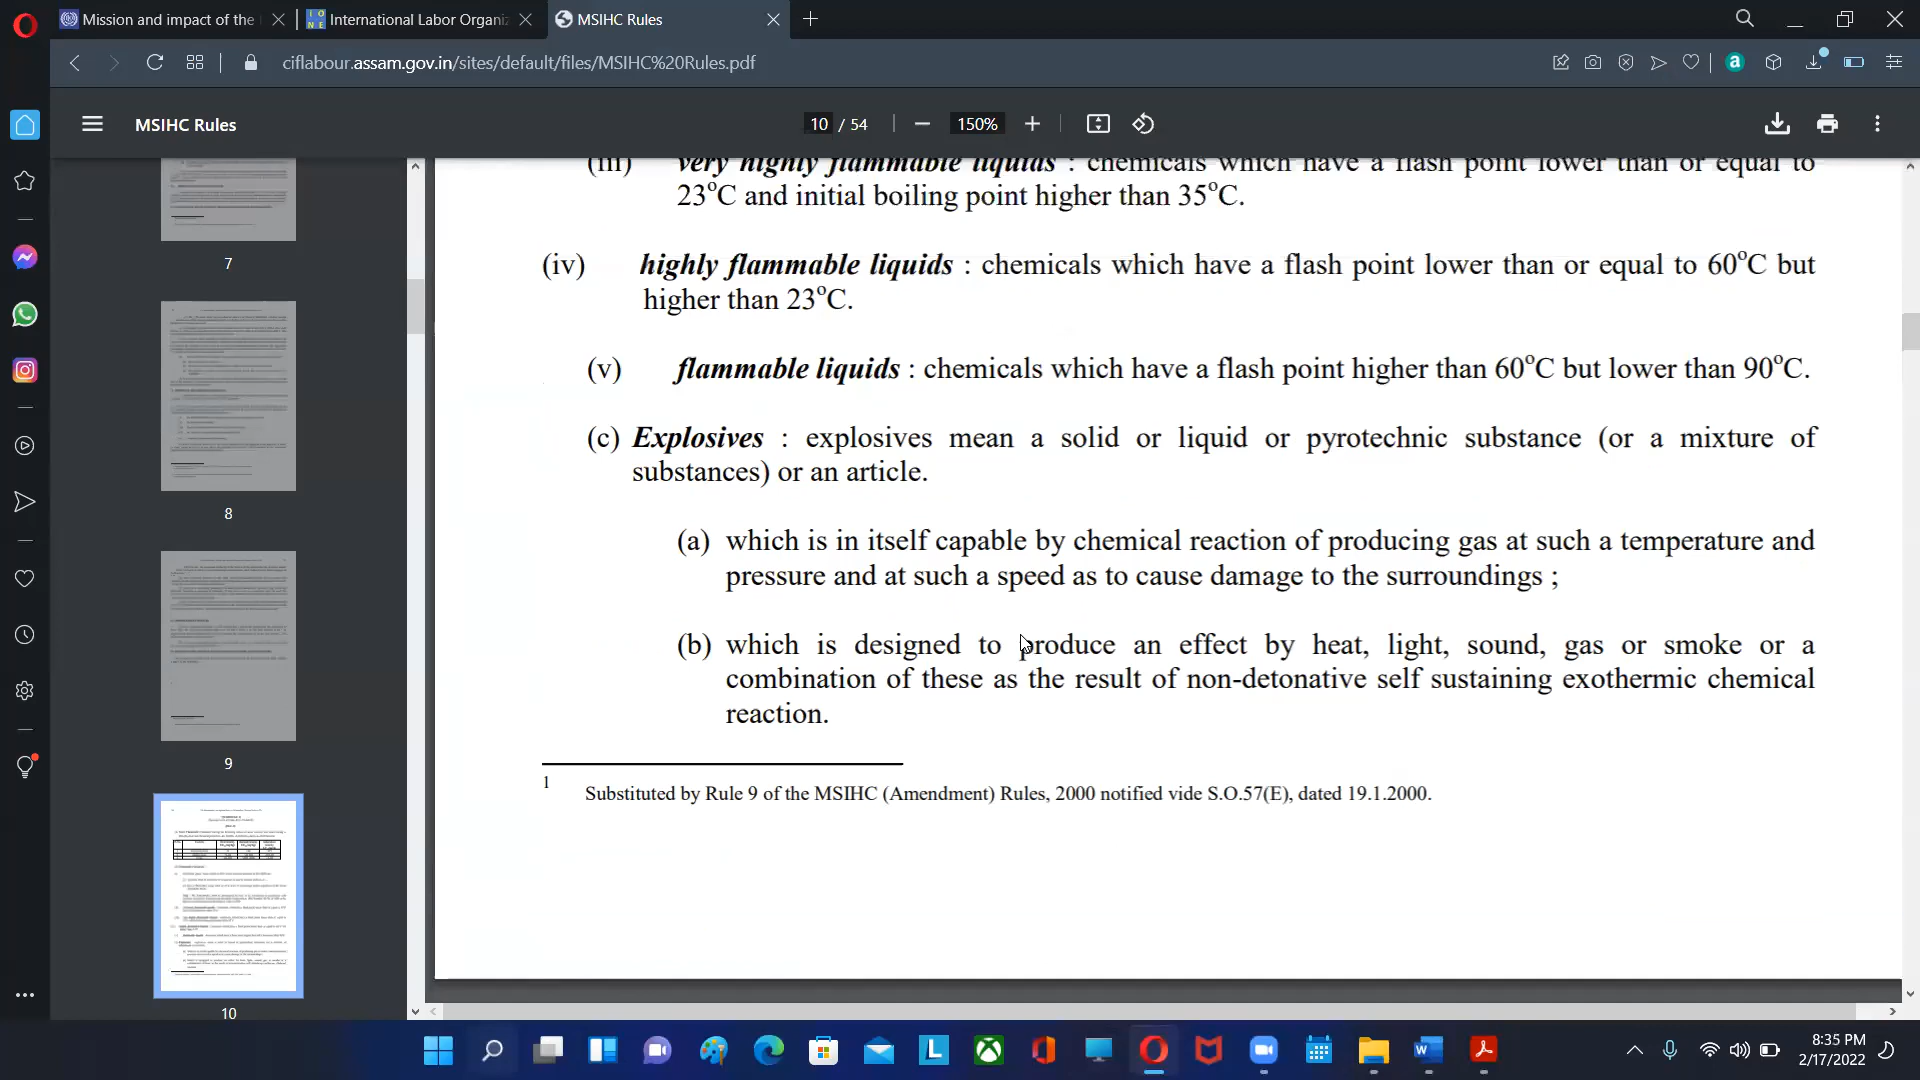 Mission and impact of the
International Labor Organiz
MSIHC Rules
ciflabour.assam.gov.in/sites/default/files/MSIHC%20Rules.pdf
MSIHC Rules
10 / 54
150%
7
8
9
10
(iii) very highly flammable liquids : chemicals which have a flash point lower than or equal to
23°C and initial boiling point higher than 35°C.
(iv) highly flammable liquids : chemicals which have a flash point lower than or equal to 60°C but
higher than 23°C.
(v) flammable liquids : chemicals which have a flash point higher than 60°C but lower than 90°C.
(c) Explosives : explosives mean a solid or liquid or pyrotechnic substance (or a mixture of
substances) or an article.
(a) which is in itself capable by chemical reaction of producing gas at such a temperature and
pressure and at such a speed as to cause damage to the surroundings ;
(b) which is designed to produce an effect by heat, light, sound, gas or smoke or a
combination of these as the result of non-detonative self sustaining exothermic chemical
reaction.
1 Substituted by Rule 9 of the MSIHC (Amendment) Rules, 2000 notified vide S.O.57(E), dated 19.1.2000.
8:35 PM
2/17/2022